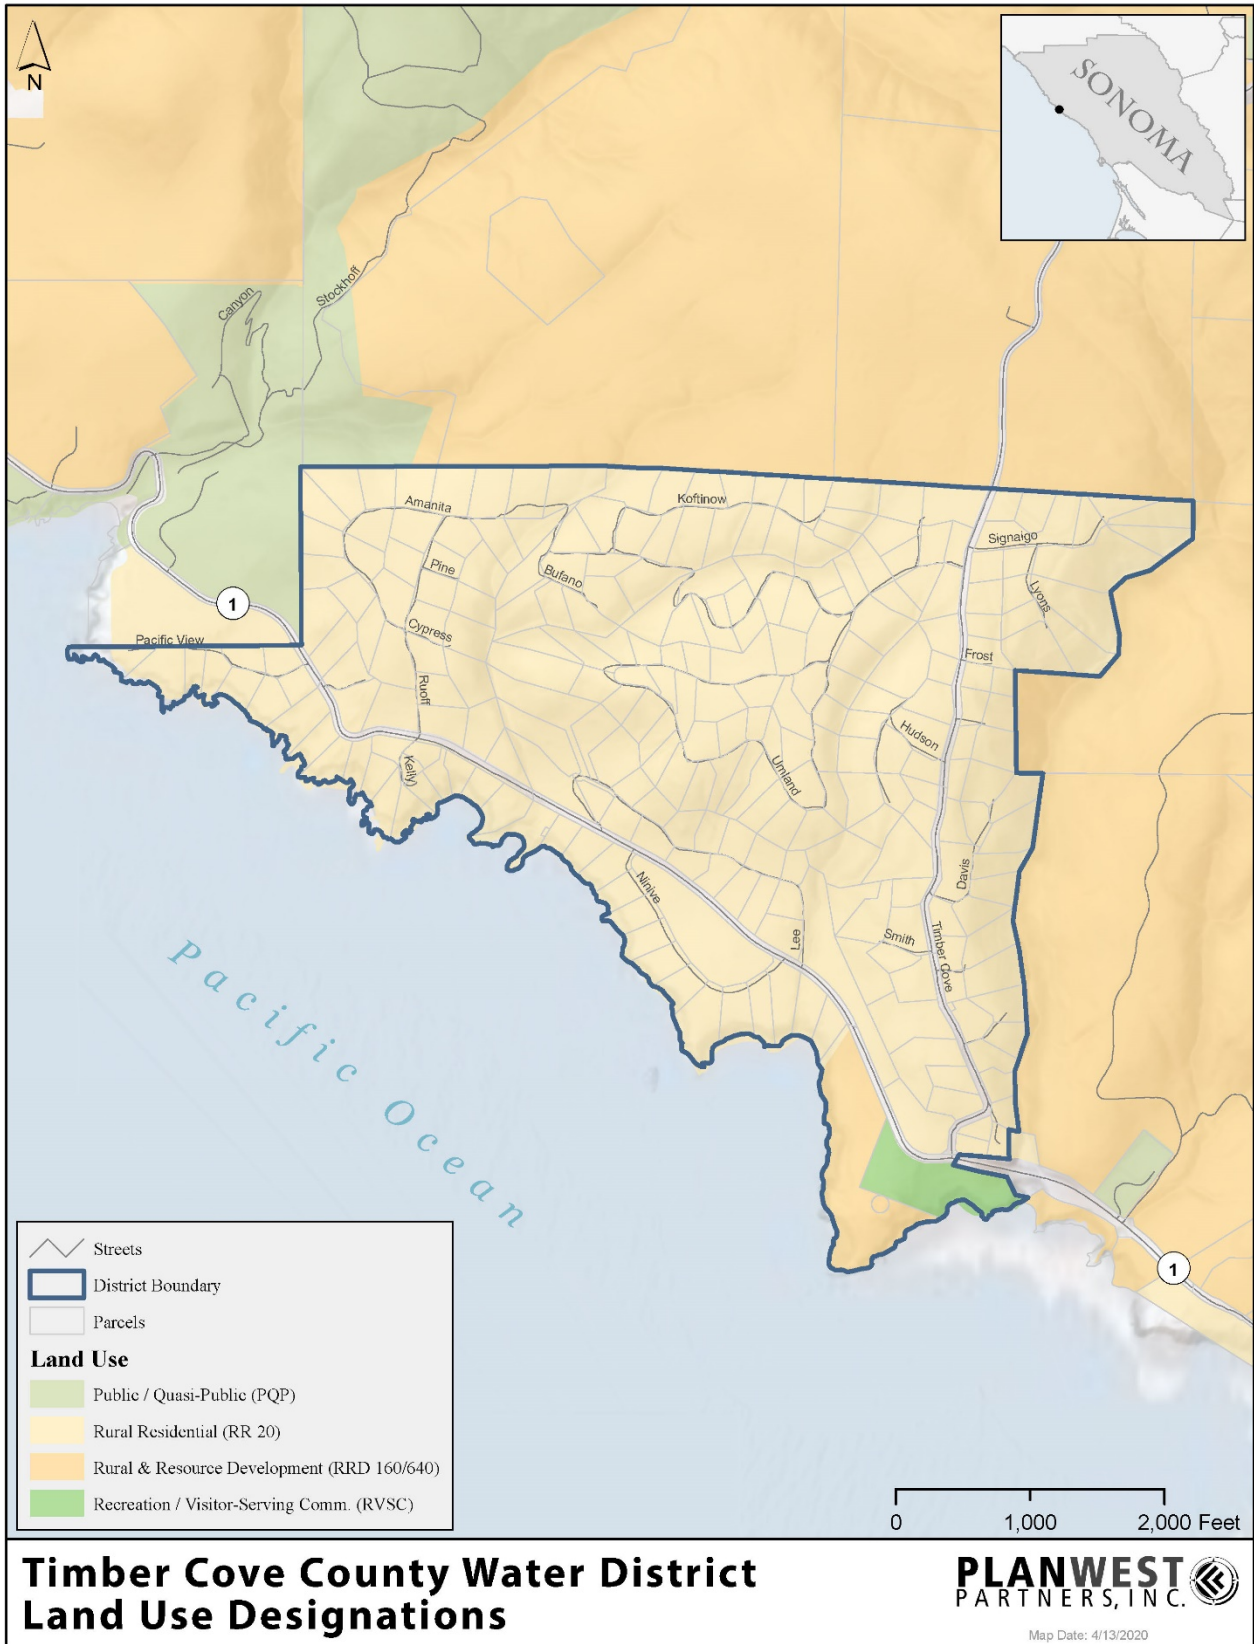 N
SONOMA
Canyon
Stockhoff
Amanita
Koftinow
Signaigo
Pine
Bufano
Lyons
1
Cypress
Pacific View
Frost
Ruoff
Hudson
Kelly
Umland
Davis
Ninive
Lee
Smith
Timber Cove
Pacific Ocean
1
Streets
District Boundary
Parcels
Land Use
Public / Quasi-Public (PQP)
Rural Residential (RR 20)
Rural & Resource Development (RRD 160/640)
Recreation / Visitor-Serving Comm. (RVSC)
0 1,000 2,000 Feet
Timber Cove County Water District
Land Use Designations
PLANWEST
PARTNERS, INC.
Map Date: 4/13/2020